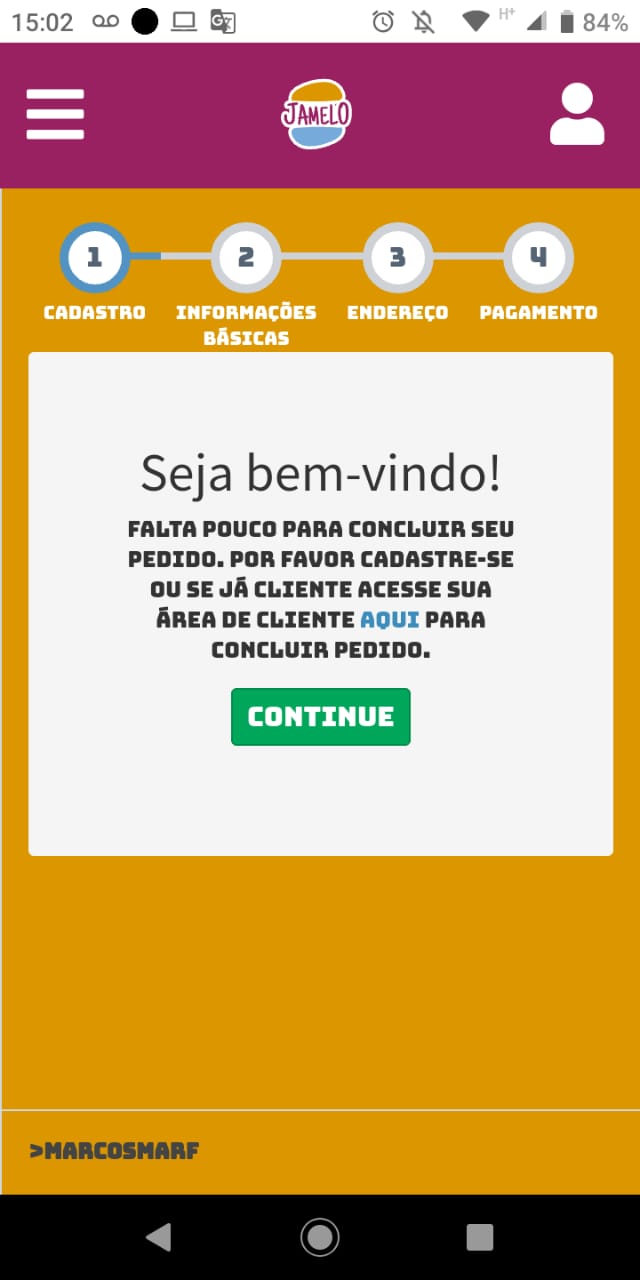 15:02 H+ 84%
JAMELO
1 2 3 4
CADASTRO INFORMAÇÕES BÁSICAS ENDEREÇO PAGAMENTO
Seja bem-vindo!
FALTA POUCO PARA CONCLUIR SEU
PEDIDO. POR FAVOR CADASTRE-SE
OU SE JÁ CLIENTE ACESSE SUA
ÁREA DE CLIENTE AQUI PARA
CONCLUIR PEDIDO.
CONTINUE
>MARCOSMARF